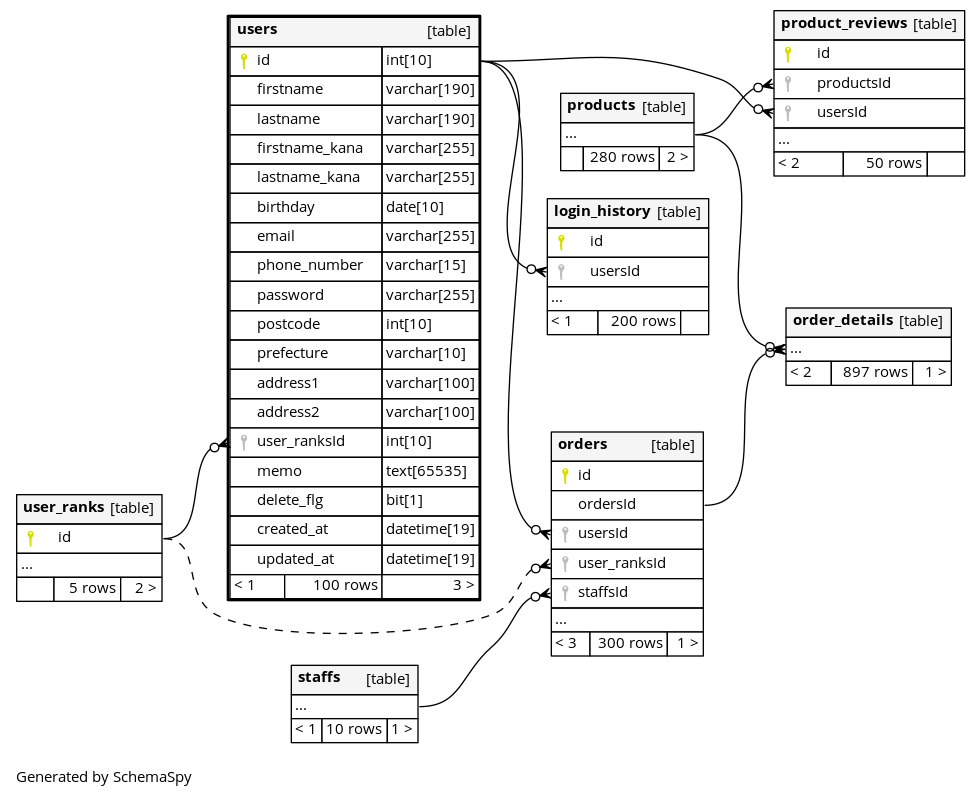 users [table]
id int[10]
firstname varchar[190]
lastname varchar[190]
firstname_kana varchar[255]
lastname_kana varchar[255]
birthday date[10]
email varchar[255]
phone_number varchar[15]
password varchar[255]
postcode int[10]
prefecture varchar[10]
address1 varchar[100]
address2 varchar[100]
user_ranksId int[10]
memo text[65535]
delete_flg bit[1]
created_at datetime[19]
updated_at datetime[19]
< 1 100 rows 3 >
product_reviews [table]
id
productsId
usersId
...
< 2 50 rows
products [table]
...
280 rows 2 >
login_history [table]
id
usersId
...
< 1 200 rows
order_details [table]
...
< 2 897 rows 1 >
orders [table]
id
ordersId
usersId
user_ranksId
staffsId
...
< 3 300 rows 1 >
user_ranks [table]
id
...
5 rows 2 >
staffs [table]
...
< 1 10 rows 1 >
Generated by SchemaSpy